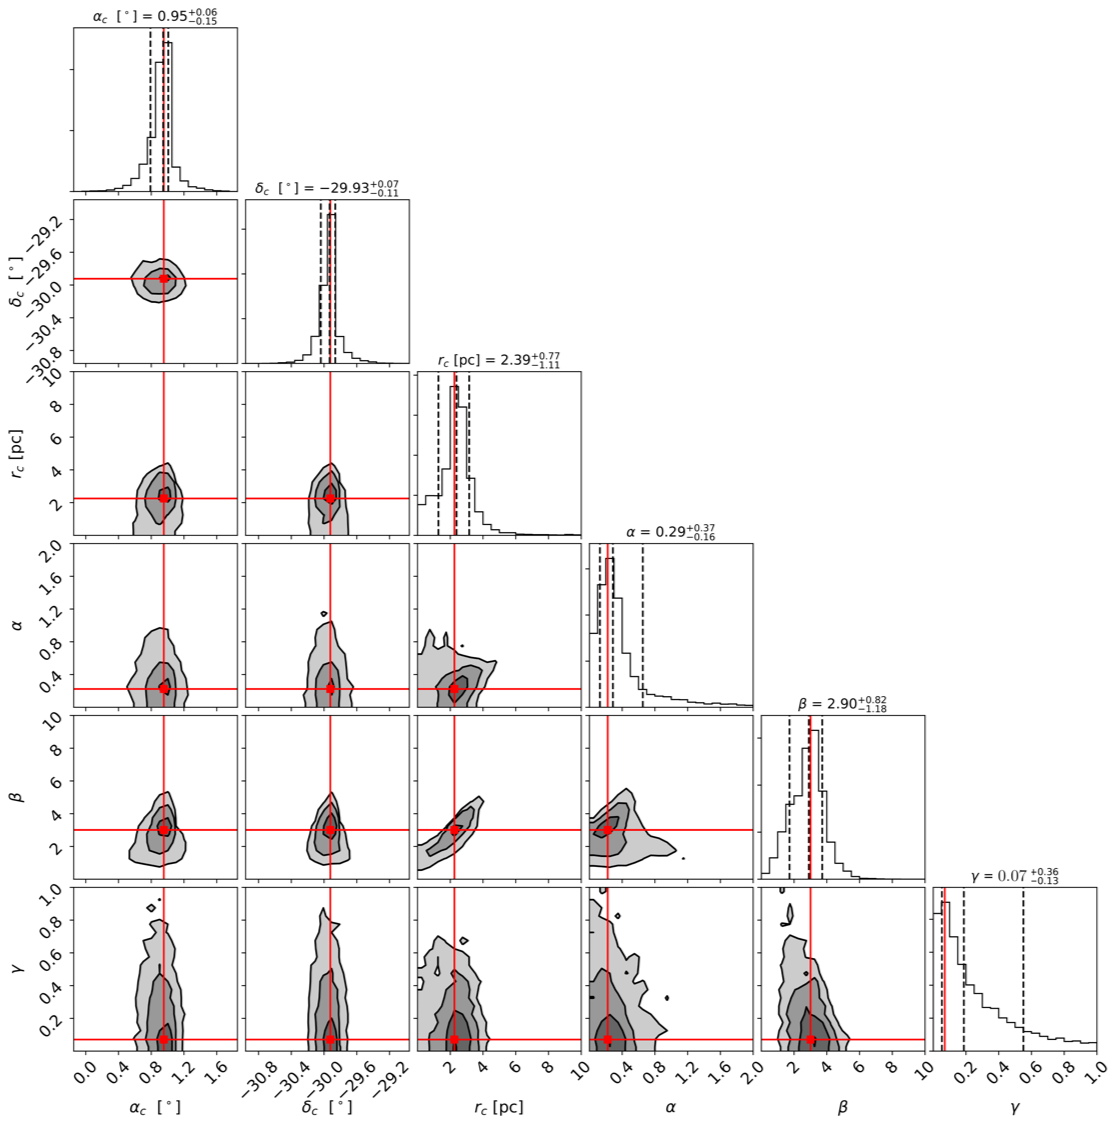 α_c [°] = 0.95^{+0.06}_{−0.15}
δ_c [°] = −29.93^{+0.07}_{−0.11}
δ_c [°]
−29.2
−29.6
−30.0
−30.4
−30.8
r_c [pc] = 2.39^{+0.77}_{−1.11}
r_c [pc]
10
8
6
4
2
α = 0.29^{+0.37}_{−0.16}
α
2.0
1.6
1.2
0.8
0.4
β = 2.90^{+0.82}_{−1.18}
β
10
8
6
4
2
γ = 0.07^{+0.36}_{−0.13}
γ
1.0
0.8
0.6
0.4
0.2
0.0 0.4 0.8 1.2 1.6
−30.8 −30.4 −30.0 −29.6 −29.2
2 4 6 8 10
0.4 0.8 1.2 1.6 2.0
2 4 6 8 10
0.2 0.4 0.6 0.8 1.0
α_c [°] δ_c [°] r_c [pc] α β γ